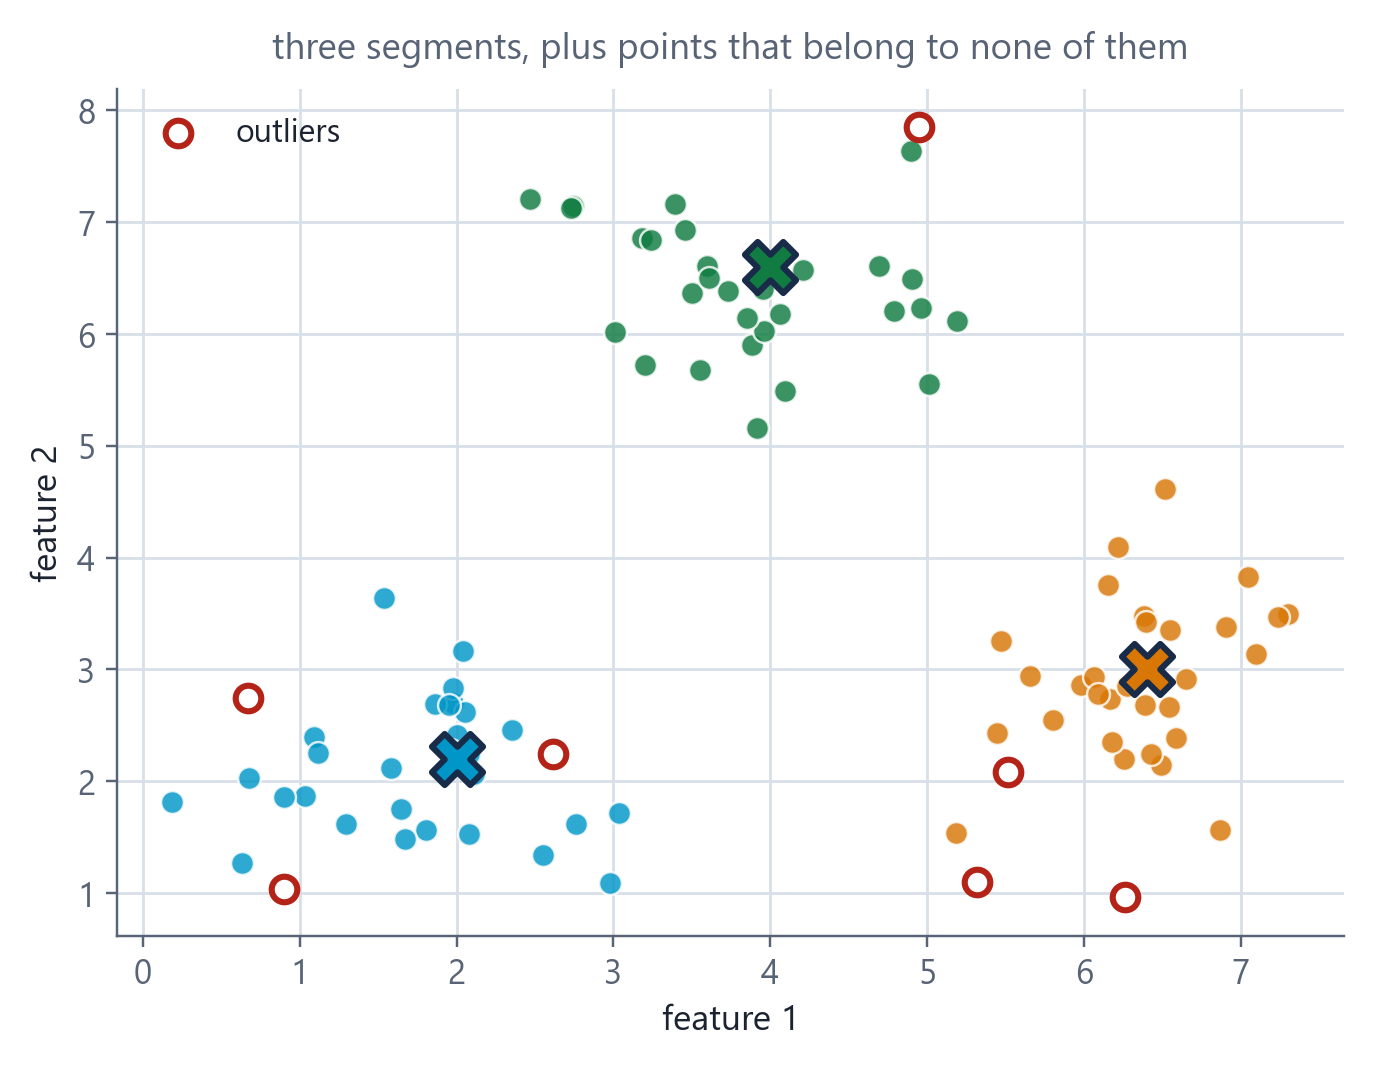 three segments, plus points that belong to none of them
outliers
8
7
6
5
4
3
2
1
feature 2
0 1 2 3 4 5 6 7
feature 1